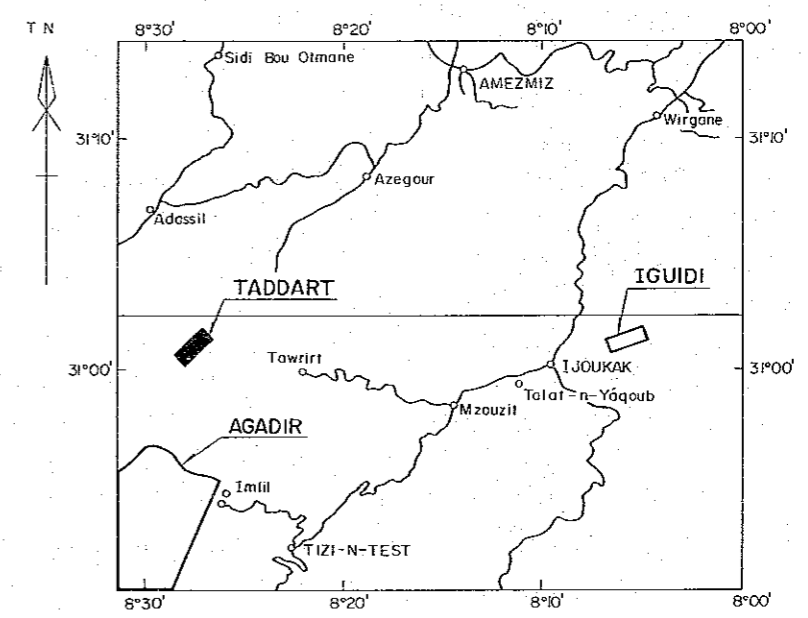 T N
8°30'
8°20'
8°10'
8°00'
Sidi Bou Otmane
AMEZMIZ
Wirgane
31°10'
31°10'
Azegour
Adassil
TADDART
IGUIDI
31°00'
Tawrirt
IJOUKAK
31°00'
Talat-n-Yáqoub
Mzouzit
AGADIR
Imlil
TIZI-N-TEST
8°30'
8°20'
8°10'
8°00'